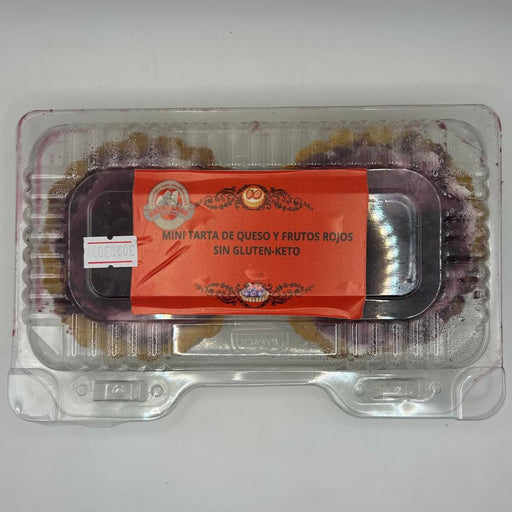 MINI TARTA DE QUESO Y FRUTOS ROJOS
SIN GLUTEN-KETO